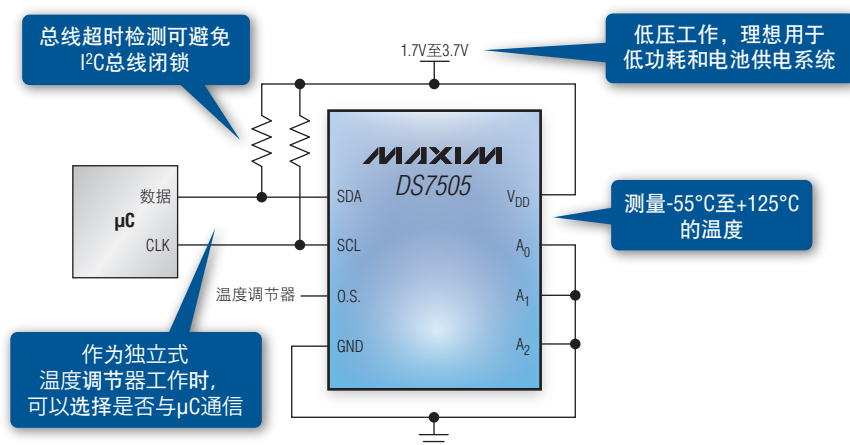 总线超时检测可避免
I²C总线闭锁
1.7V至3.7V
低压工作，理想用于
低功耗和电池供电系统
MAXIM
DS7505
数据
μC
CLK
SDA
SCL
O.S.
GND
V_DD
A_0
A_1
A_2
温度调节器
测量-55°C至+125°C
的温度
作为独立式
温度调节器工作时，
可以选择是否与μC通信